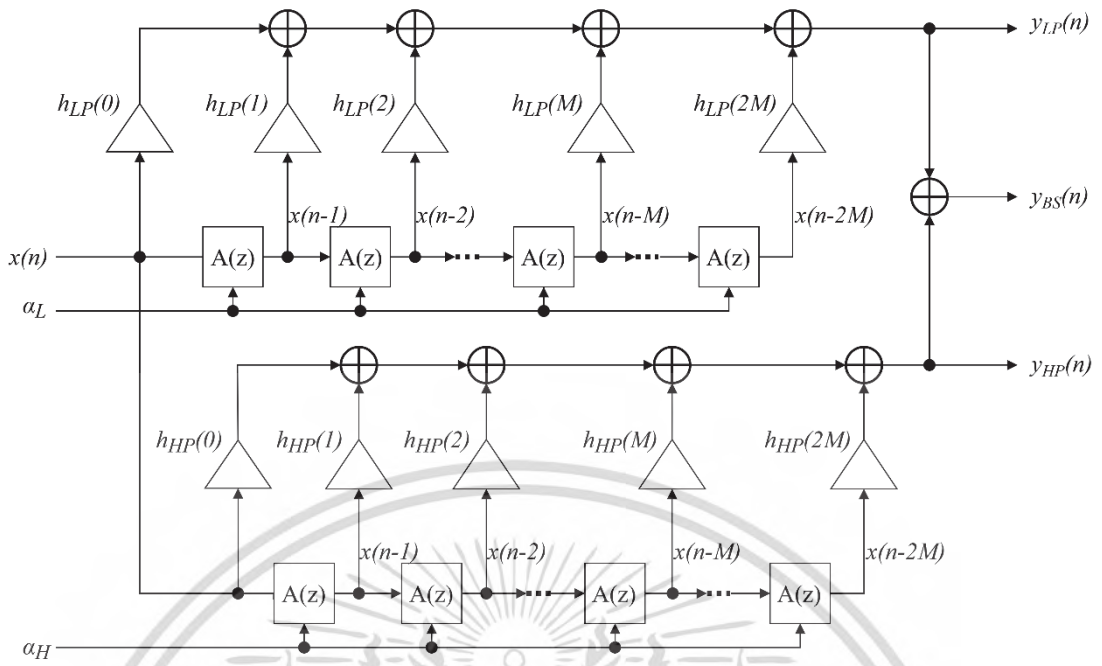 y_LP(n)
h_LP(0) h_LP(1) h_LP(2) h_LP(M) h_LP(2M)
y_BS(n)
x(n-1) x(n-2) x(n-M) x(n-2M)
x(n) A(z) A(z) A(z) A(z)
α_L
y_HP(n)
h_HP(0) h_HP(1) h_HP(2) h_HP(M) h_HP(2M)
x(n-1) x(n-2) x(n-M) x(n-2M)
A(z) A(z) A(z) A(z)
α_H